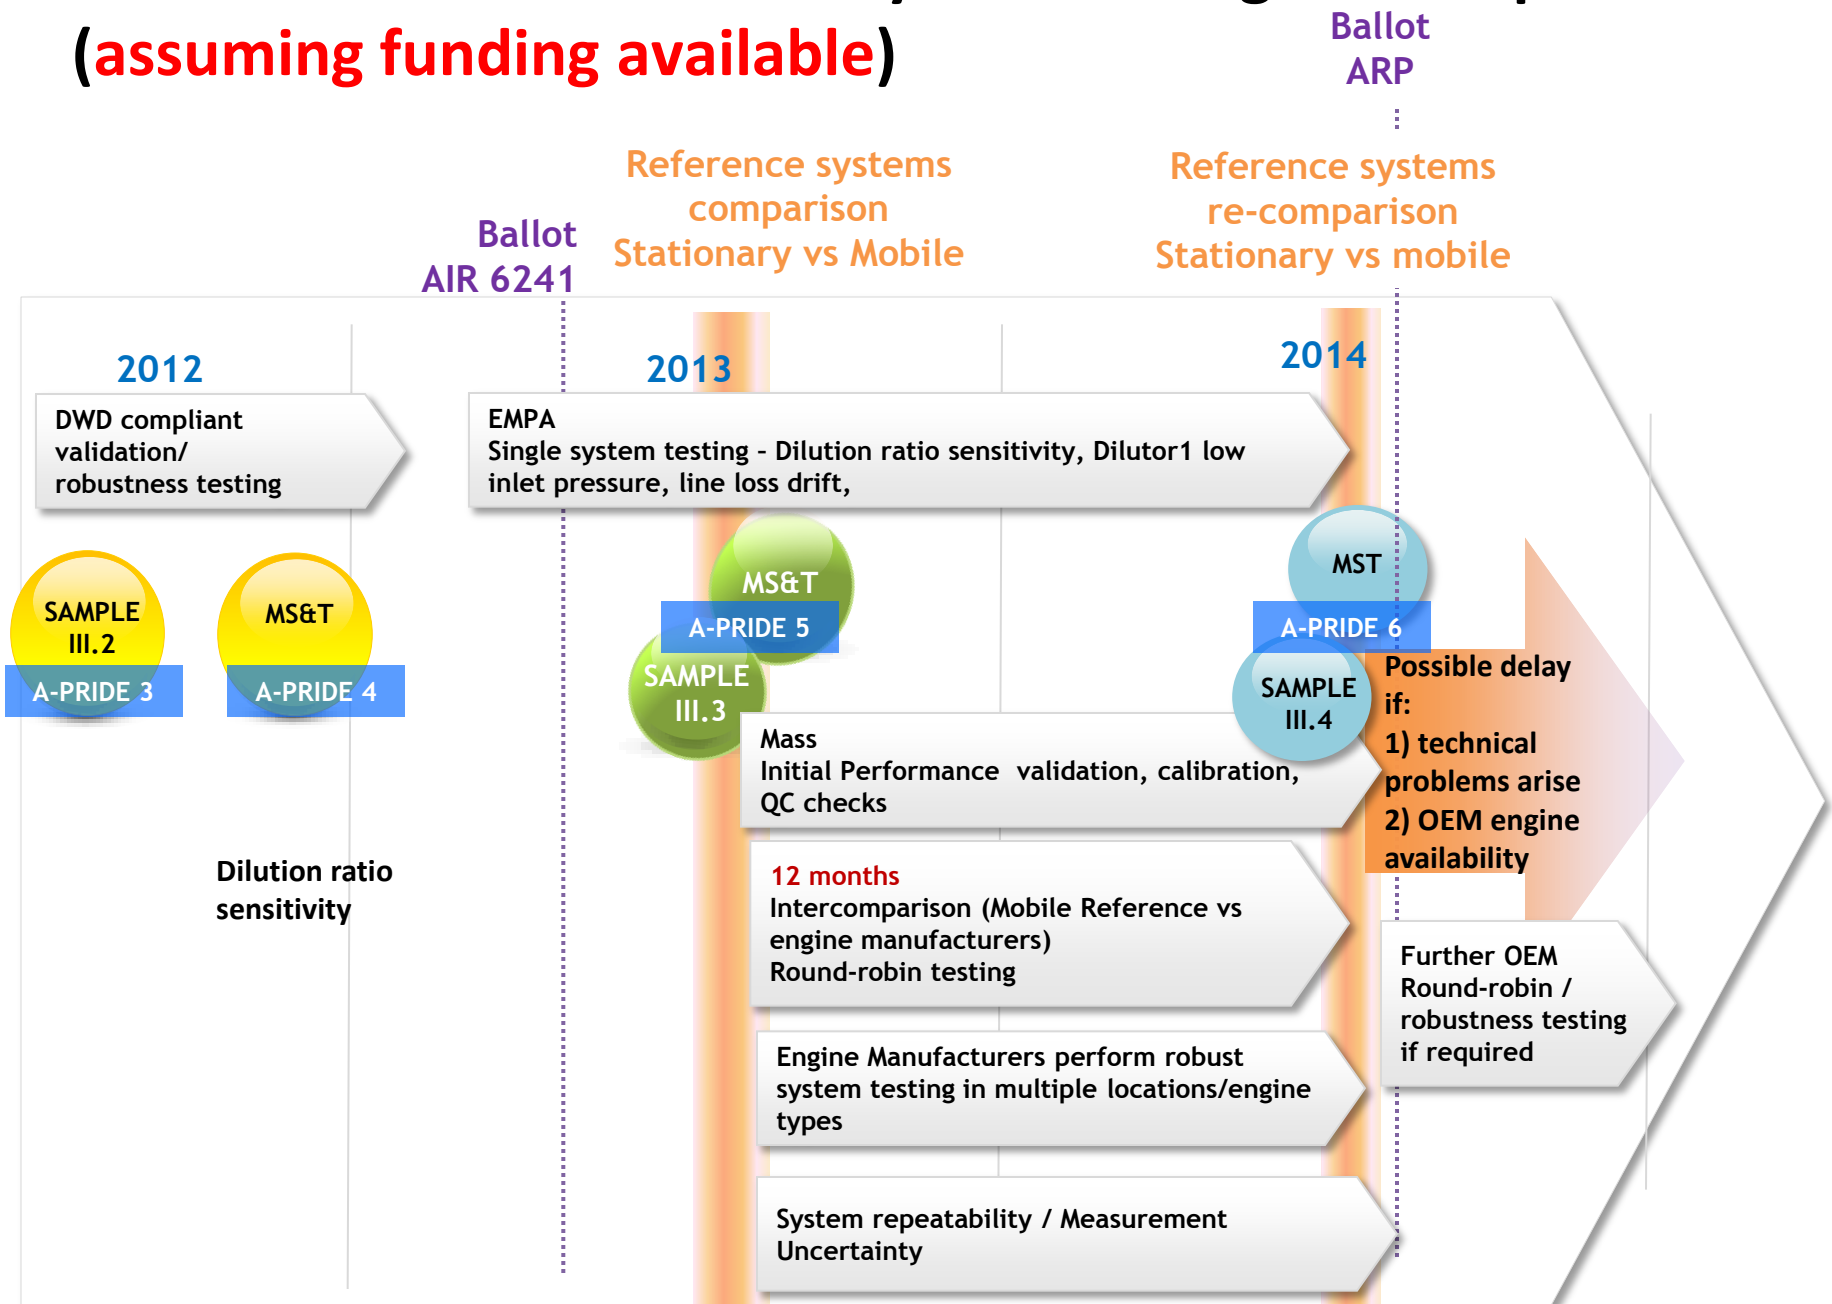 (assuming funding available)
Ballot
ARP
Reference systems
comparison
Stationary vs Mobile
Reference systems
re-comparison
Stationary vs mobile
Ballot
AIR 6241
2012
2013
2014
DWD compliant
validation/
robustness testing
EMPA
Single system testing – Dilution ratio sensitivity, Dilutor1 low
inlet pressure, line loss drift,
SAMPLE
III.2
A-PRIDE 3
MS&T
A-PRIDE 4
MS&T
A-PRIDE 5
SAMPLE
III.3
MST
A-PRIDE 6
SAMPLE
III.4
Possible delay
if:
1) technical
problems arise
2) OEM engine
availability
Mass
Initial Performance  validation, calibration,
QC checks
Dilution ratio
sensitivity
12 months
Intercomparison (Mobile Reference vs
engine manufacturers)
Round-robin testing
Further OEM
Round-robin /
robustness testing
if required
Engine Manufacturers perform robust
system testing in multiple locations/engine
types
System repeatability / Measurement
Uncertainty